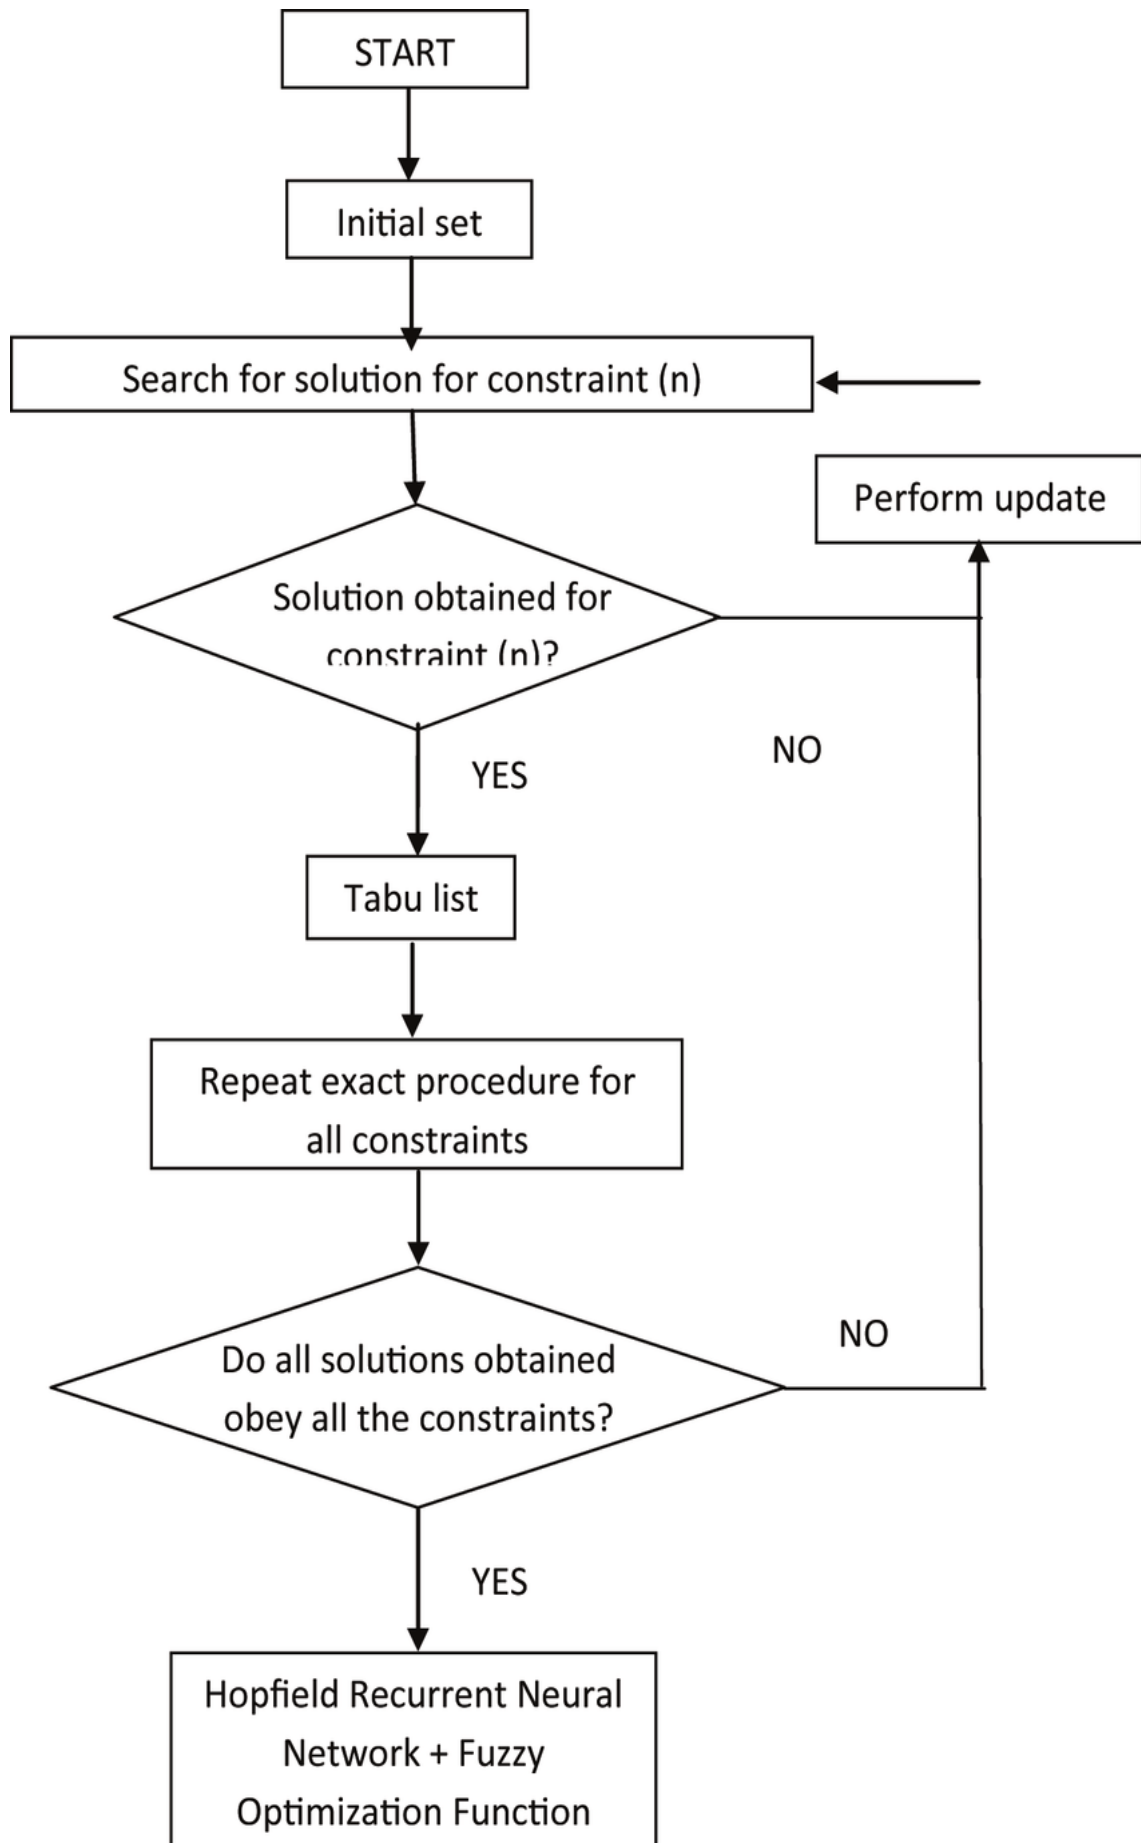 START
Initial set
Search for solution for constraint (n)
Perform update
Solution obtained for
constraint (n)?
NO
YES
Tabu list
Repeat exact procedure for
all constraints
NO
Do all solutions obtained
obey all the constraints?
YES
Hopfield Recurrent Neural
Network + Fuzzy
Optimization Function